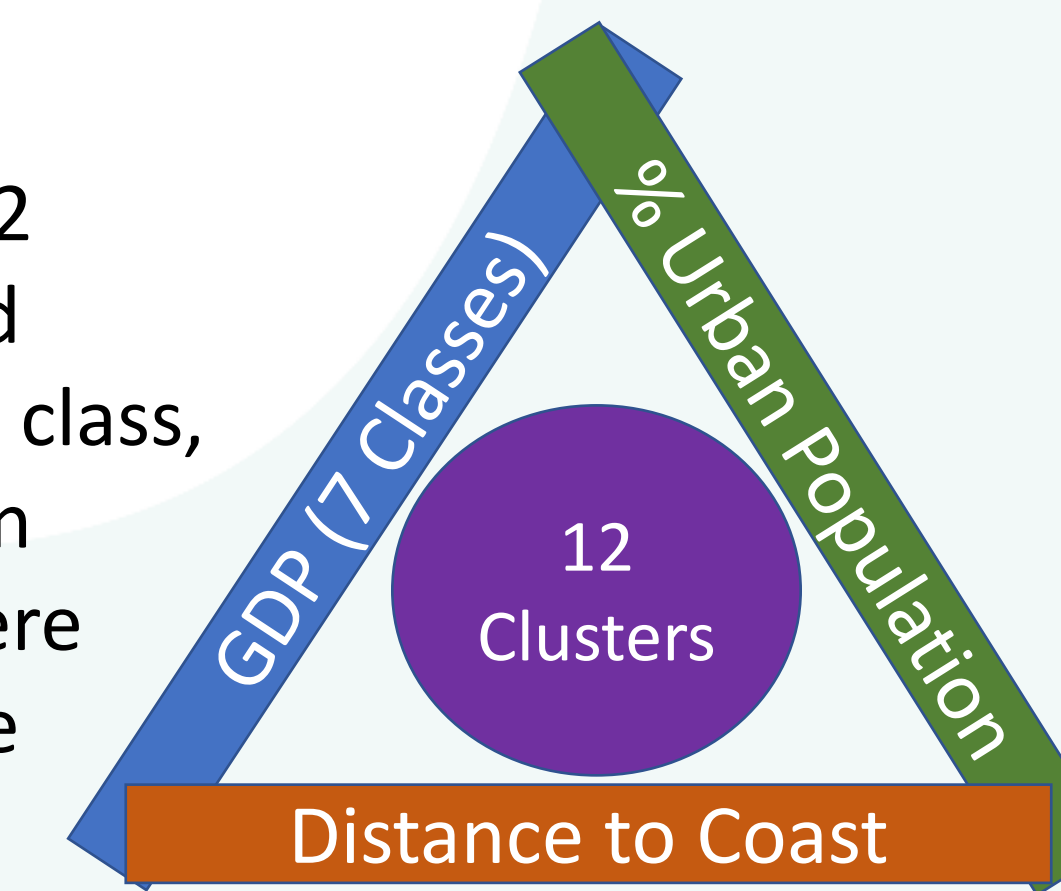 2
d
class,
n
ere
e
GDP (7 Classes)
% Urban Population
12
Clusters
Distance to Coast